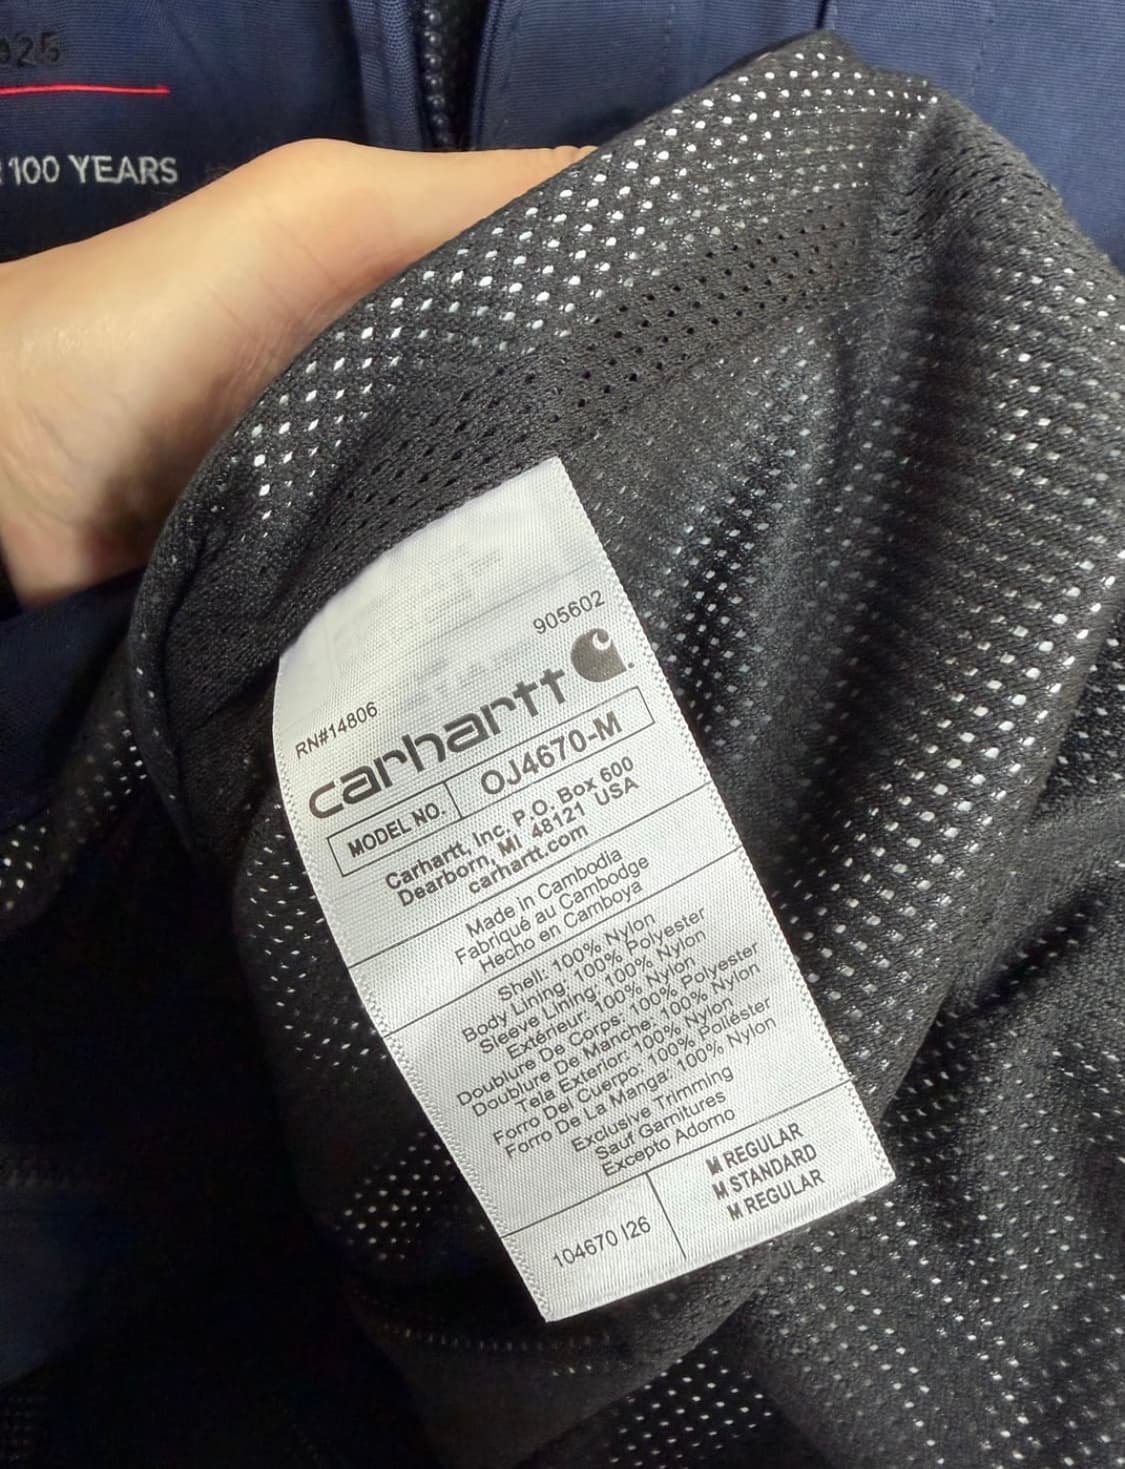 100 YEARS
905602
RN#14806
carhartt
MODEL NO. OJ4670-M
Carhartt, Inc, P.O. Box 600
Dearborn, MI 48121 USA
carhartt.com
Made in Cambodia
Fabriqué au Cambodge
Hecho en Camboya
Shell: 100% Nylon
Body Lining: 100% Polyester
Sleeve Lining: 100% Nylon
Extérieur: 100% Nylon
Doublure De Corps: 100% Polyester
Doublure De Manche: 100% Nylon
Tela Exterior: 100% Nylon
Forro Del Cuerpo: 100% Poliéster
Forro De La Manga: 100% Nylon
Exclusive Trimming
Sauf Garnitures
Excepto Adorno
104670 I26
M REGULAR
M STANDARD
M REGULAR